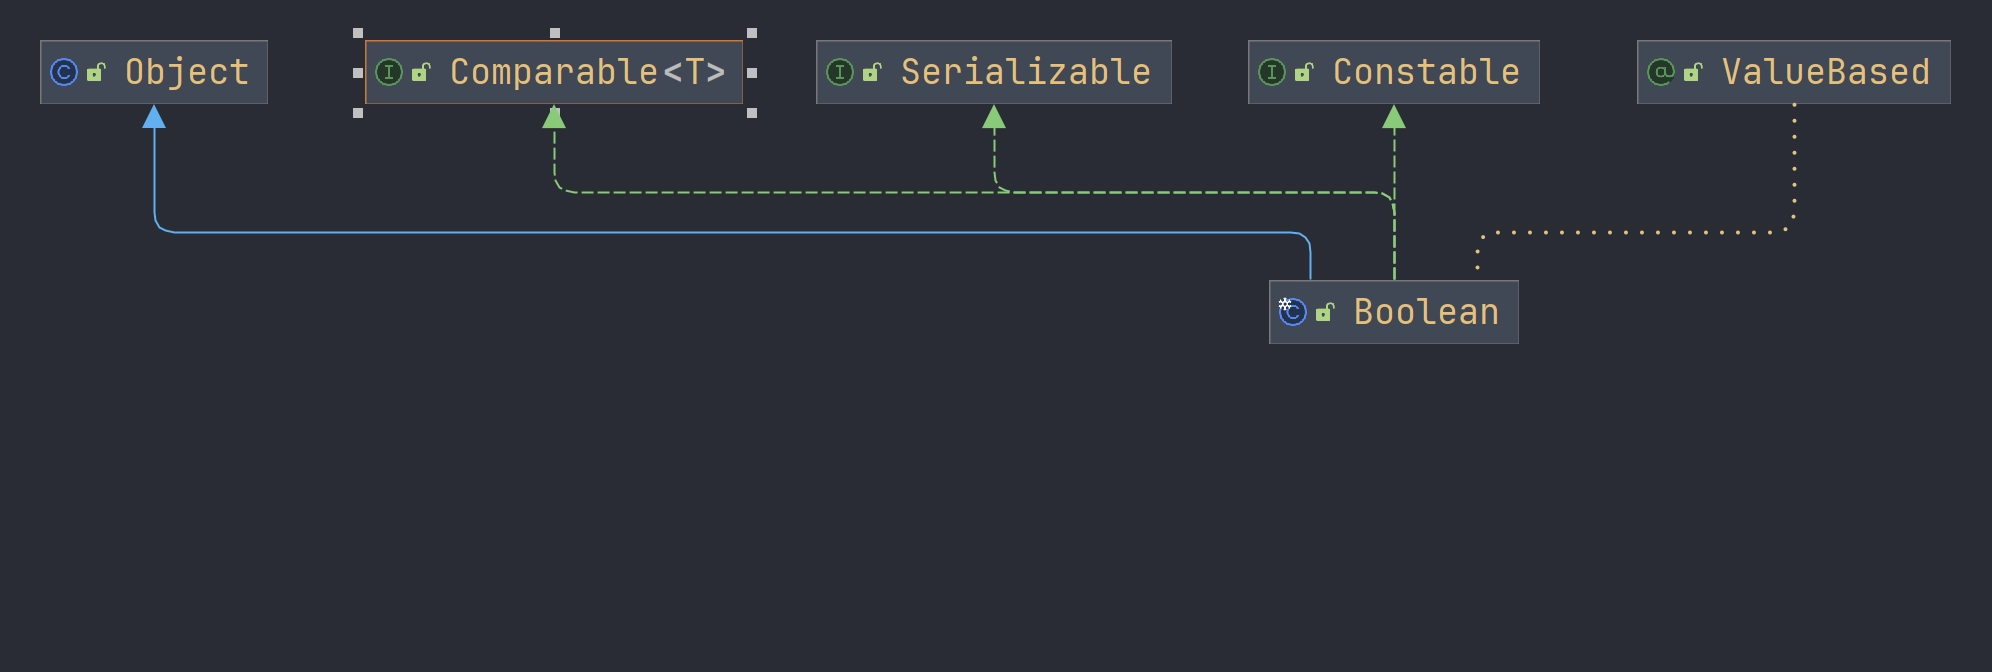 C Object
I Comparable<T>
I Serializable
I Constable
@ ValueBased
C Boolean